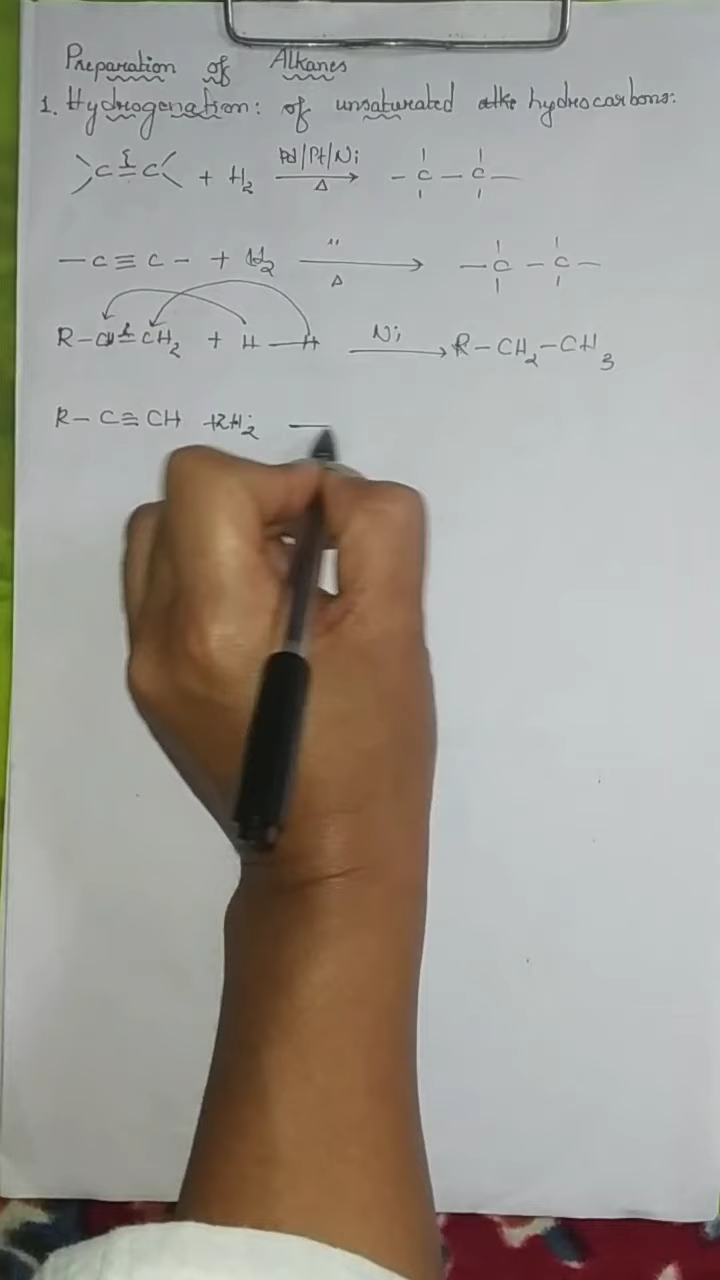 Preparation of Alkanes
1. Hydrogenation: of unsaturated hydrocarbons:
>C=C< + H2 Pd/Pt/Ni Δ → -C-C-
-C≡C- + H2 " Δ → -C-C-
R-CH=CH2 + H-H Ni → R-CH2-CH3
R-C≡CH +2H2 —